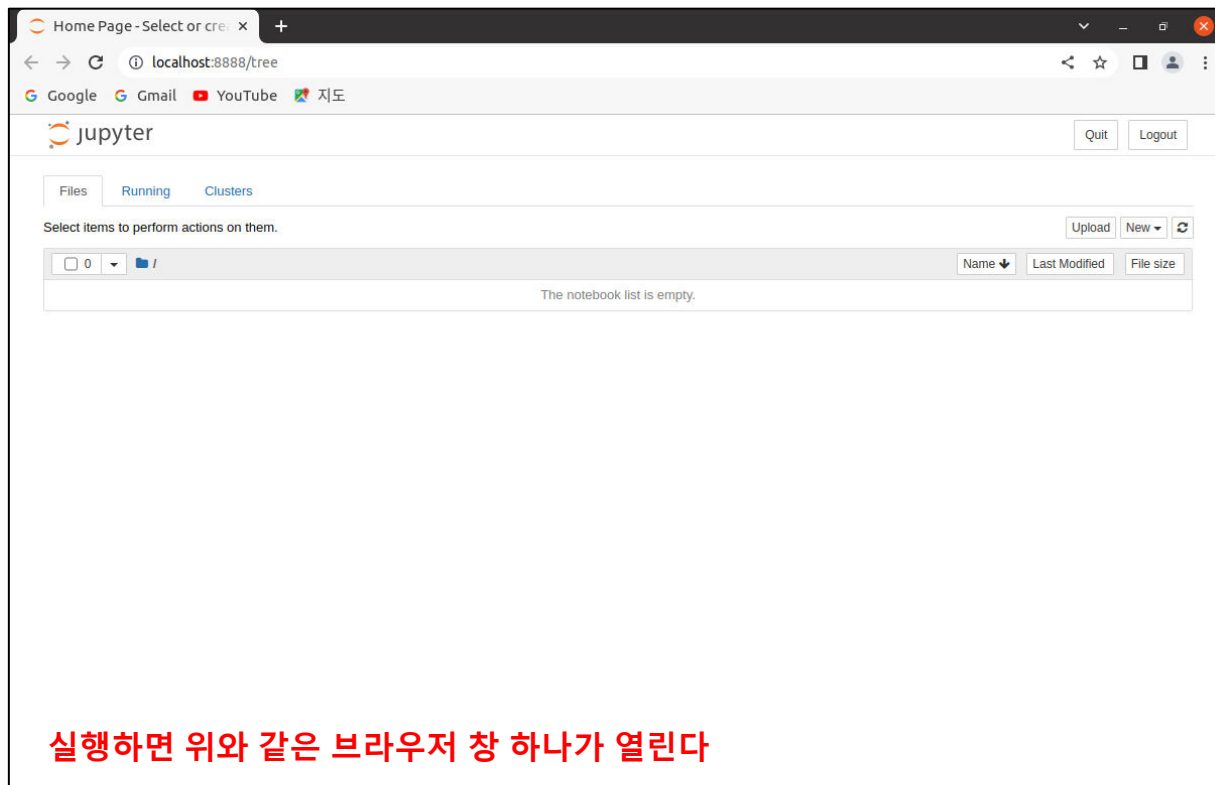 Home Page - Select or crea
localhost:8888/tree
Google Gmail YouTube 지도
jupyter Quit Logout
Files Running Clusters
Select items to perform actions on them. Upload New
0 / Name Last Modified File size
The notebook list is empty.
실행하면 위와 같은 브라우저 창 하나가 열린다